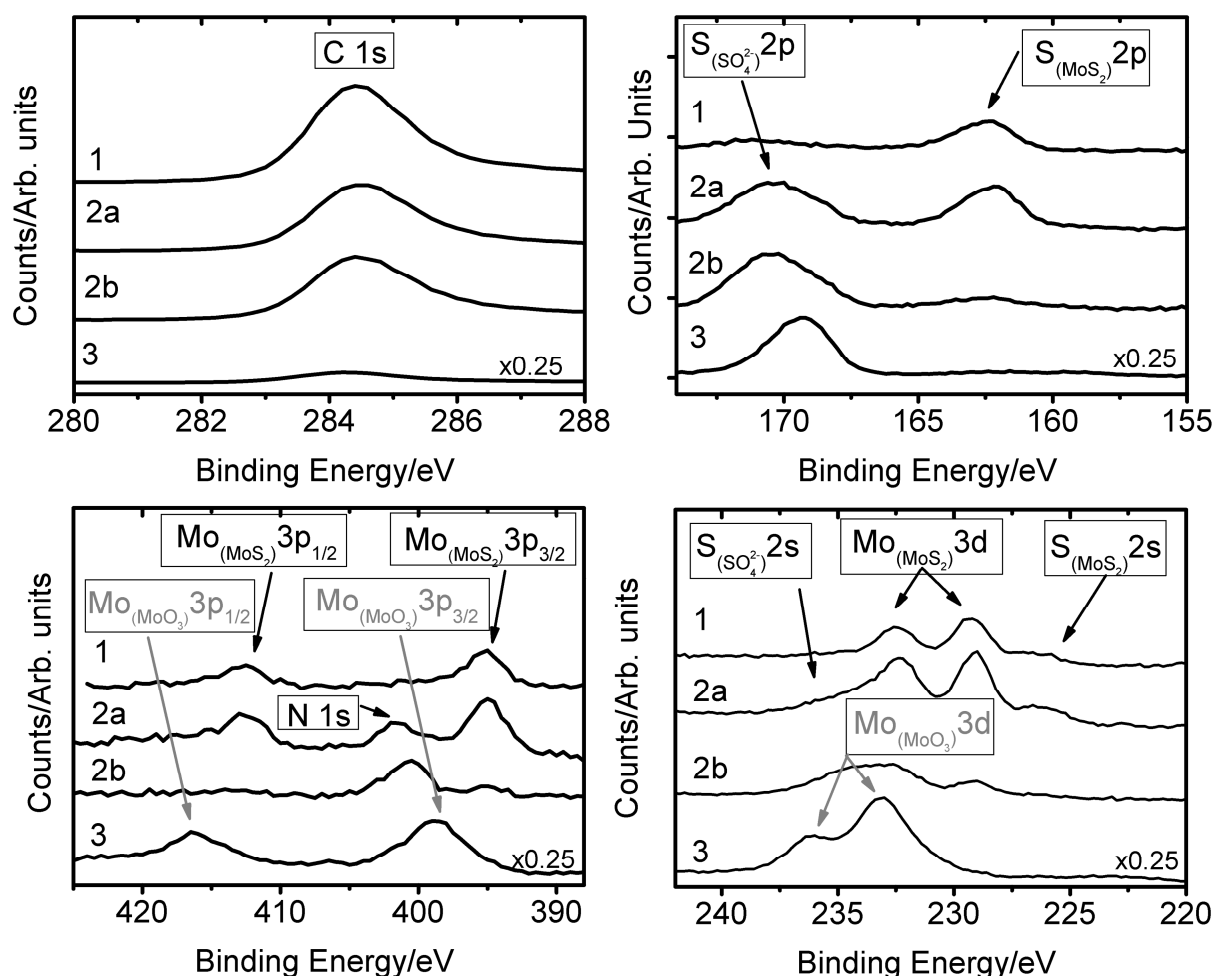 C 1s
Counts/Arb. units
1
2a
2b
3
x0.25
280 282 284 286 288
Binding Energy/eV
S(SO₄²⁻)2p
S(MoS₂)2p
Counts/Arb. Units
1
2a
2b
3
x0.25
170 165 160 155
Binding Energy/eV
Mo(MoS₂)3p1/2
Mo(MoS₂)3p3/2
Mo(MoO₃)3p1/2
Mo(MoO₃)3p3/2
Counts/Arb. units
1
2a
N 1s
2b
3
x0.25
420 410 400 390
Binding Energy/eV
S(SO₄²⁻)2s
Mo(MoS₂)3d
S(MoS₂)2s
Counts/Arb. units
1
2a
Mo(MoO₃)3d
2b
3
x0.25
240 235 230 225 220
Binding Energy/eV